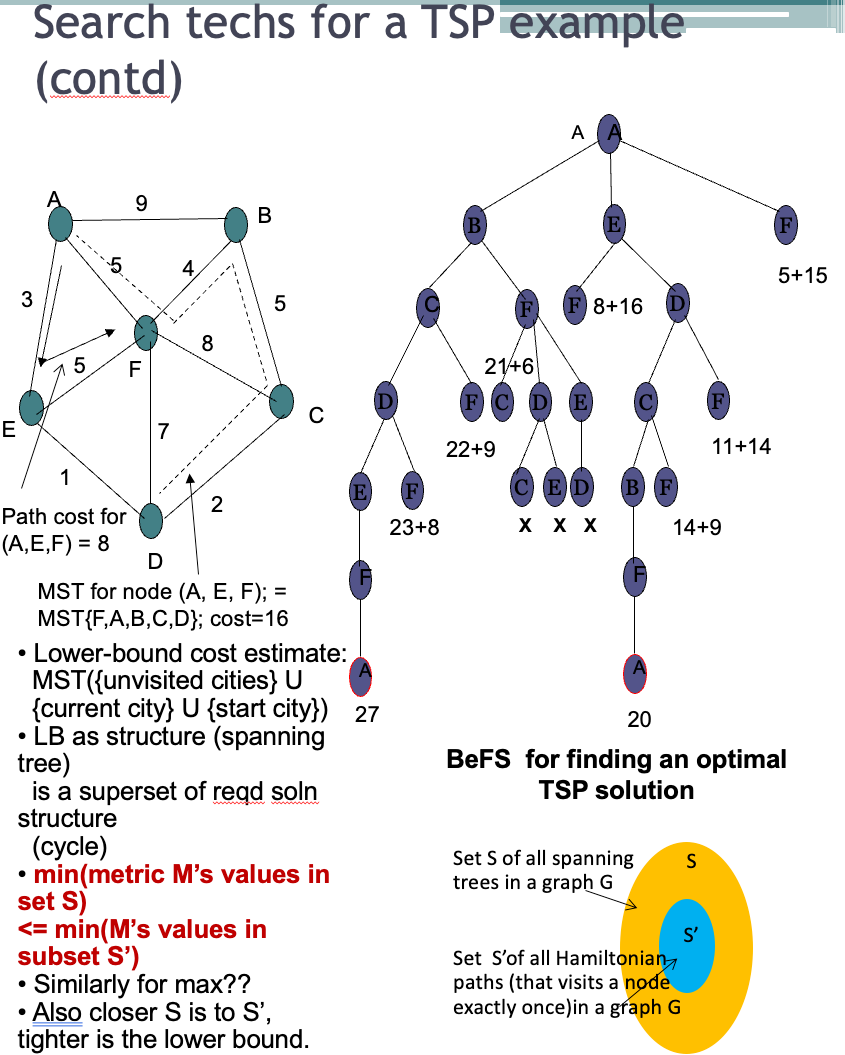 Search techs for a TSP example
(contd)
A
A
B
E
F
5+15
C
F
F
8+16
D
21+6
D
F
C
D
E
C
F
22+9
11+14
E
F
C
E
D
B
F
23+8
X
X
X
14+9
F
F
A
A
27
20
A
9
B
5
4
3
5
8
5
F
E
C
7
1
2
D
Path cost for
(A,E,F) = 8
MST for node (A, E, F); =
MST{F,A,B,C,D}; cost=16
• Lower-bound cost estimate:
MST({unvisited cities} U
{current city} U {start city})
• LB as structure (spanning
tree)
is a superset of reqd soln
structure
(cycle)
• min(metric M's values in
set S)
<= min(M's values in
subset S')
• Similarly for max??
• Also closer S is to S',
tighter is the lower bound.
BeFS for finding an optimal
TSP solution
Set S of all spanning
trees in a graph G
S
S'
Set S'of all Hamiltonian
paths (that visits a node
exactly once)in a graph G